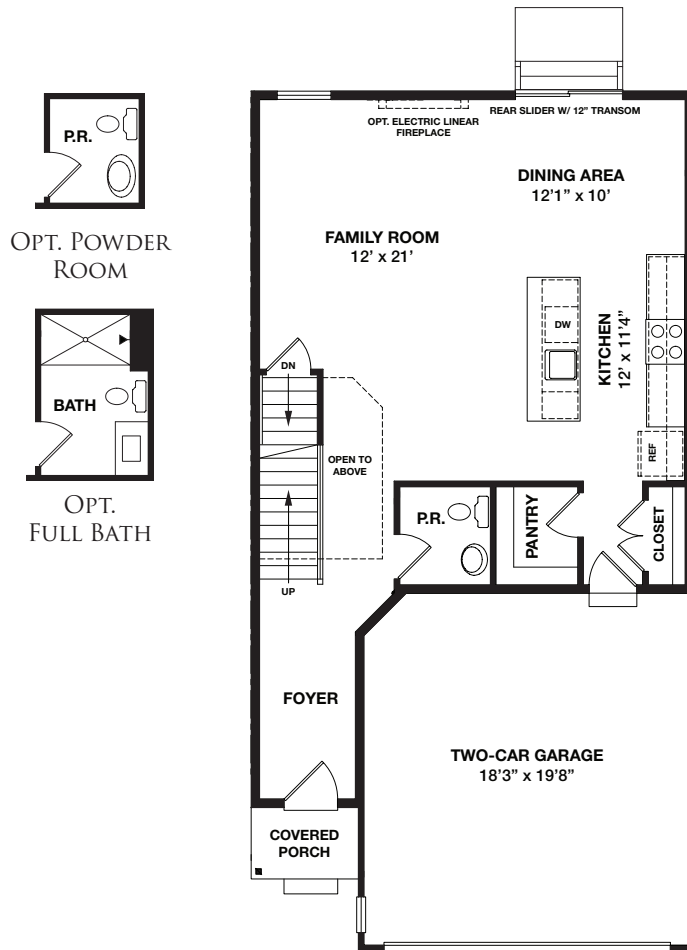 P.R.
OPT. POWDER
ROOM
BATH
OPT.
FULL BATH
OPT. ELECTRIC LINEAR
FIREPLACE
REAR SLIDER W/ 12" TRANSOM
DINING AREA
12'1" x 10'
FAMILY ROOM
12' x 21'
DW
KITCHEN
12' x 11'4"
REF
DN
OPEN TO
ABOVE
UP
P.R.
PANTRY
CLOSET
FOYER
TWO-CAR GARAGE
18'3" x 19'8"
COVERED
PORCH